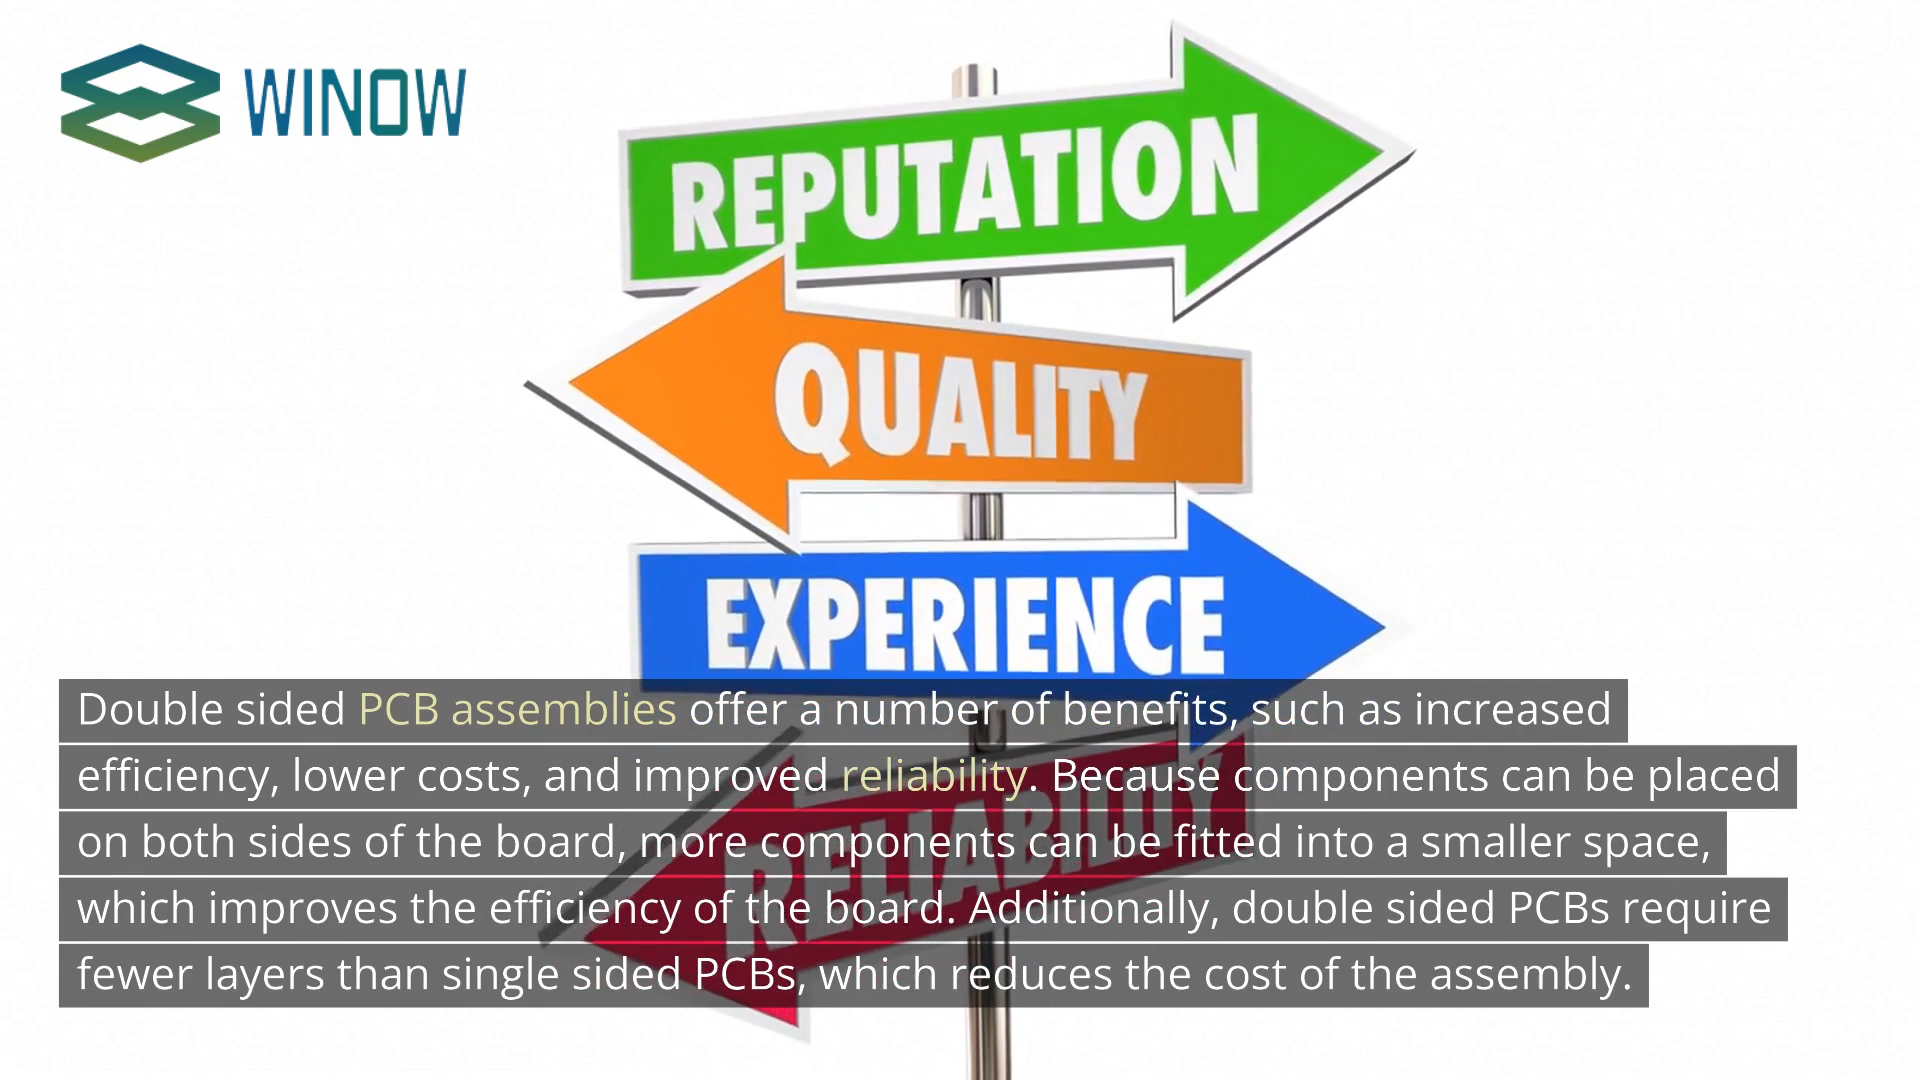 WINOW
REPUTATION
QUALITY
EXPERIENCE
RELIABILITY
Double sided PCB assemblies offer a number of benefits, such as increased
efficiency, lower costs, and improved reliability. Because components can be placed
on both sides of the board, more components can be fitted into a smaller space,
which improves the efficiency of the board. Additionally, double sided PCBs require
fewer layers than single sided PCBs, which reduces the cost of the assembly.